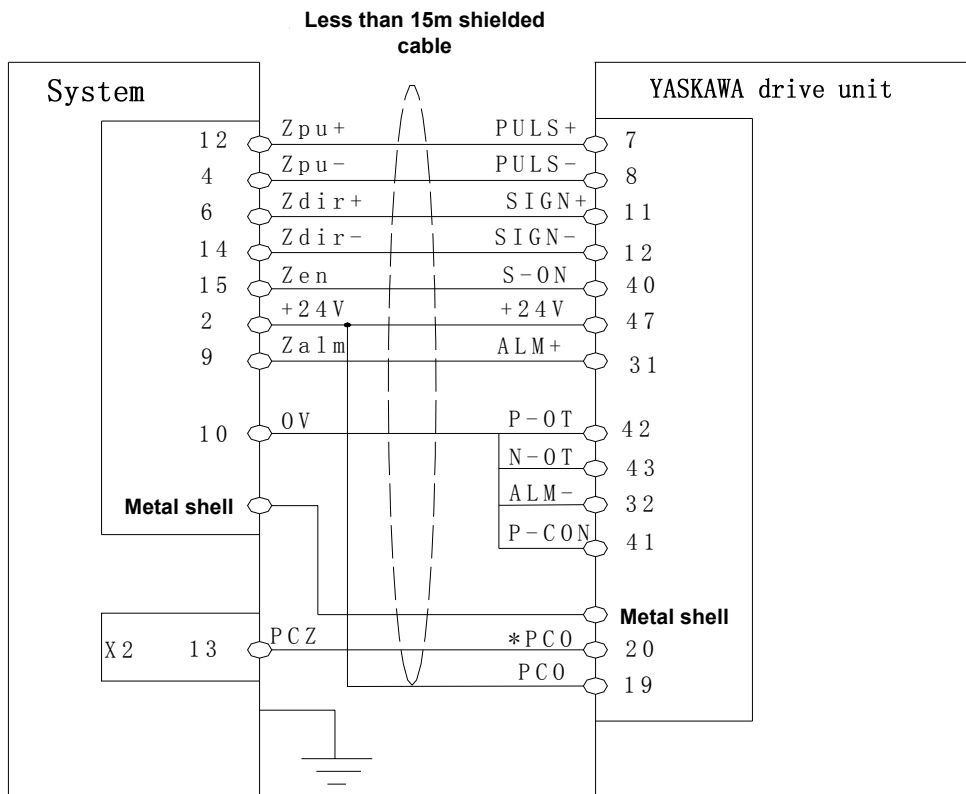 Less than 15m shielded
cable
System
YASKAWA drive unit
12 Zpu+ PULS+ 7
4 Zpu- PULS- 8
6 Zdir+ SIGN+ 11
14 Zdir- SIGN- 12
15 Zen S-ON 40
2 +24V +24V 47
9 Zalm ALM+ 31
10 0V P-OT 42
N-OT 43
ALM- 32
Metal shell
P-CON 41
Metal shell
X2 13 PCZ *PCO 20
PCO 19